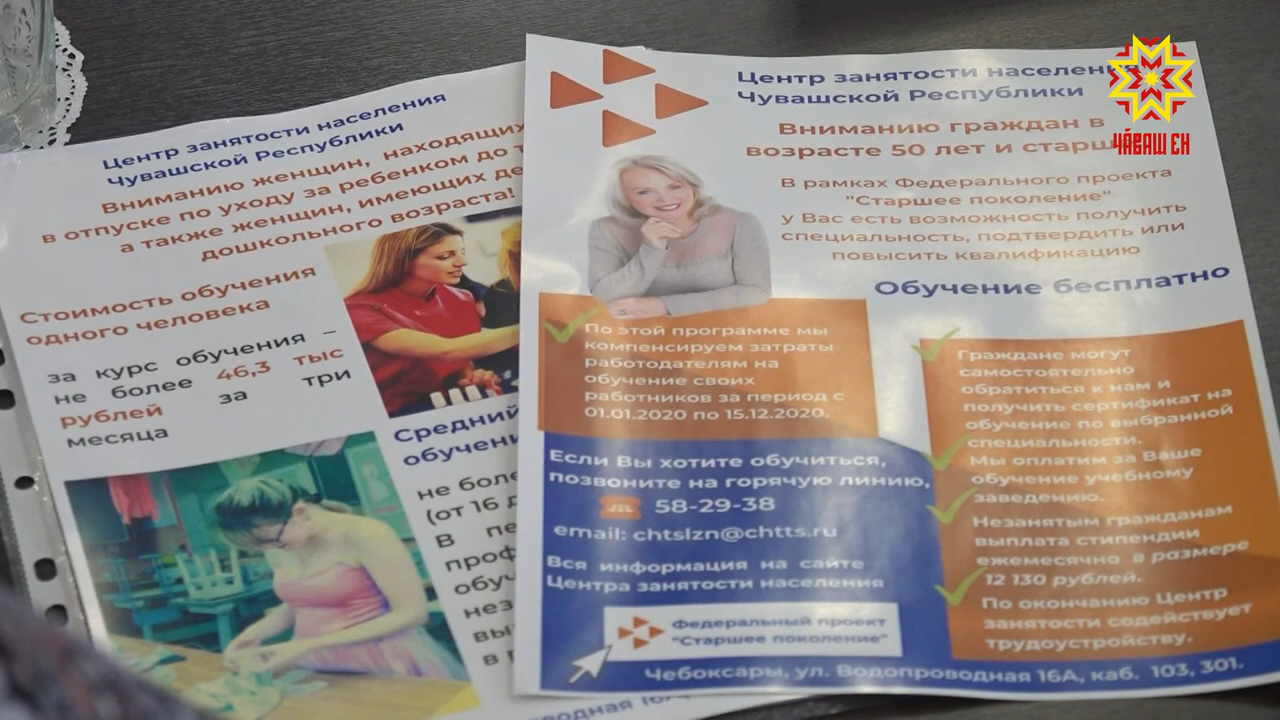 Центр занятости населения
Чувашской Республики
Вниманию женщин, находящих
в отпуске по уходу за ребенком до
а также женщин, имеющих
дошкольного возраста!
Стоимость обучения
одного человека
за курс обучения –
не более 46,3 тыс
рублей за три
месяца
Средний
обучени
не боле
(от 16
В пе
проф
обуч
нез
вы
в
Центр занятости населения
Чувашской Республики
Вниманию граждан в
возрасте 50 лет и старш
В рамках Федерального проекта
"Старшее поколение"
у Вас есть возможность получить
специальность, подтвердить или
повысить квалификацию
Обучение бесплатно
По этой программе мы
компенсируем затраты
работодателям на
обучение своих
работников за период с
01.01.2020 по 15.12.2020.
Если Вы хотите обучиться,
позвоните на горячую линию,
58-29-38
email: chtslzn@chtts.ru
Вся информация на сайте
Центра занятости населения
Федеральный проект
"Старшее поколение"
Граждане могут
самостоятельно
обратиться к нам и
получить сертификат на
обучение по выбранной
специальности.
Мы оплатим за Ваше
обучение учебному
заведению.
Незанятым гражданам
выплата стипендии
ежемесячно в размере
12 130 рублей.
По окончанию Центр
занятости содействует
трудоустройству.
Чебоксары, ул. Водопроводная 16А, каб. 103, 301.
ЧӐВАШ ЕН